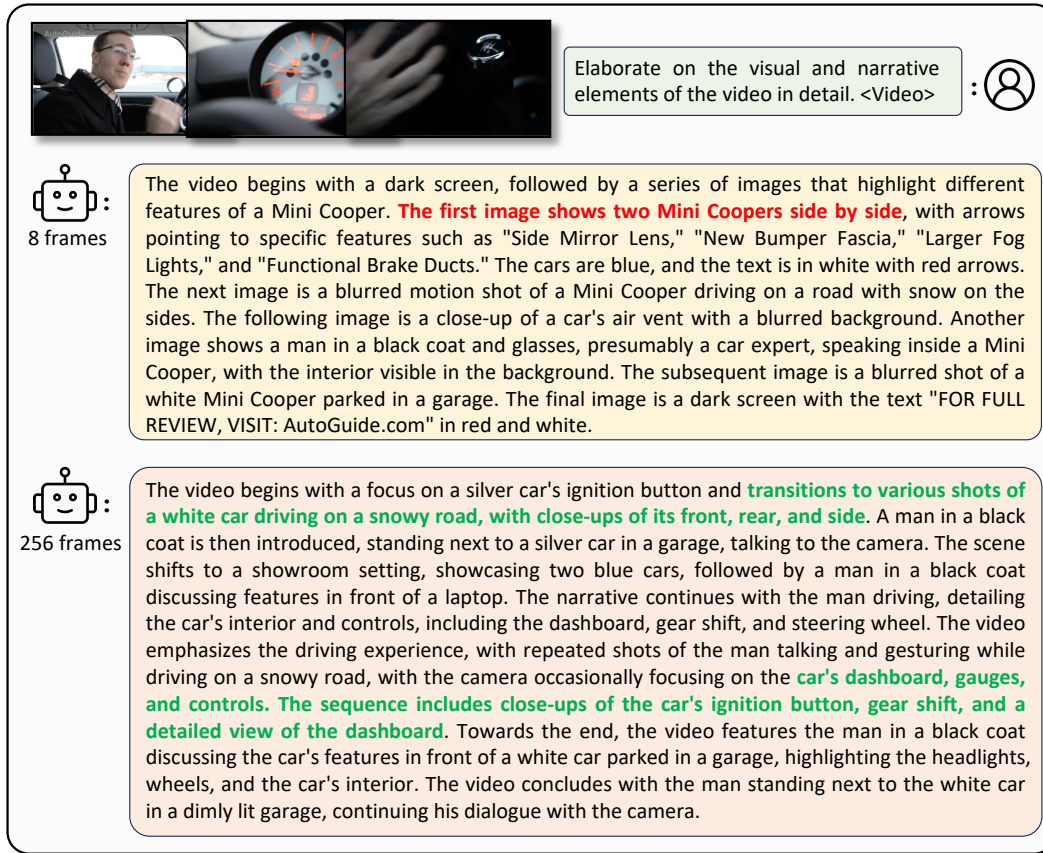 AutoGuide
Elaborate on the visual and narrative
elements of the video in detail. <Video>
:
:
8 frames
The video begins with a dark screen, followed by a series of images that highlight different
features of a Mini Cooper. The first image shows two Mini Coopers side by side, with arrows
pointing to specific features such as "Side Mirror Lens," "New Bumper Fascia," "Larger Fog
Lights," and "Functional Brake Ducts." The cars are blue, and the text is in white with red arrows.
The next image is a blurred motion shot of a Mini Cooper driving on a road with snow on the
sides. The following image is a close-up of a car's air vent with a blurred background. Another
image shows a man in a black coat and glasses, presumably a car expert, speaking inside a Mini
Cooper, with the interior visible in the background. The subsequent image is a blurred shot of a
white Mini Cooper parked in a garage. The final image is a dark screen with the text "FOR FULL
REVIEW, VISIT: AutoGuide.com" in red and white.
:
256 frames
The video begins with a focus on a silver car's ignition button and transitions to various shots of
a white car driving on a snowy road, with close-ups of its front, rear, and side. A man in a black
coat is then introduced, standing next to a silver car in a garage, talking to the camera. The scene
shifts to a showroom setting, showcasing two blue cars, followed by a man in a black coat
discussing features in front of a laptop. The narrative continues with the man driving, detailing
the car's interior and controls, including the dashboard, gear shift, and steering wheel. The video
emphasizes the driving experience, with repeated shots of the man talking and gesturing while
driving on a snowy road, with the camera occasionally focusing on the car's dashboard, gauges,
and controls. The sequence includes close-ups of the car's ignition button, gear shift, and a
detailed view of the dashboard. Towards the end, the video features the man in a black coat
discussing the car's features in front of a white car parked in a garage, highlighting the headlights,
wheels, and the car's interior. The video concludes with the man standing next to the white car
in a dimly lit garage, continuing his dialogue with the camera.